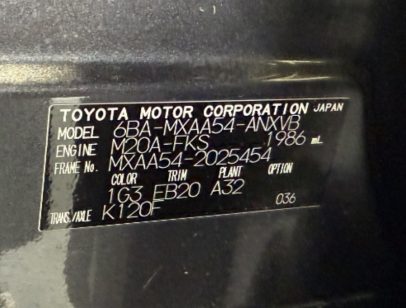 TOYOTA MOTOR CORPORATION JAPAN
MODEL 6BA-MXAA54-ANXVB
ENGINE M20A-FKS 1986 mL
FRAME No. MXAA54-2025454
COLOR TRIM PLANT OPTION
1G3 EB20 A32
TRANS./AXLE K120F 036